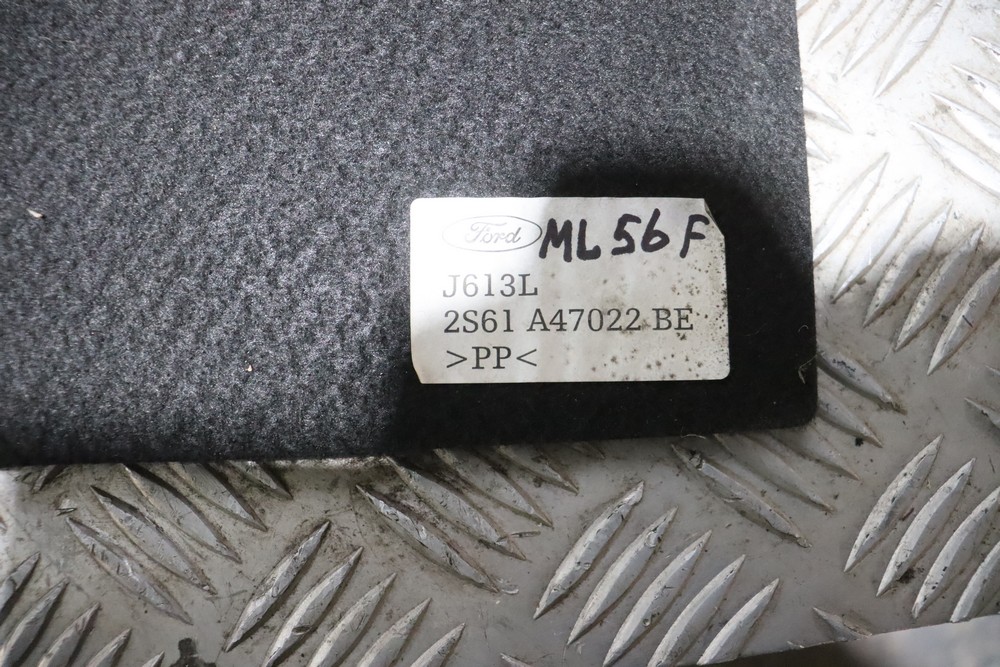 Ford ML56F
J613L
2S61 A47022 BE
>PP<